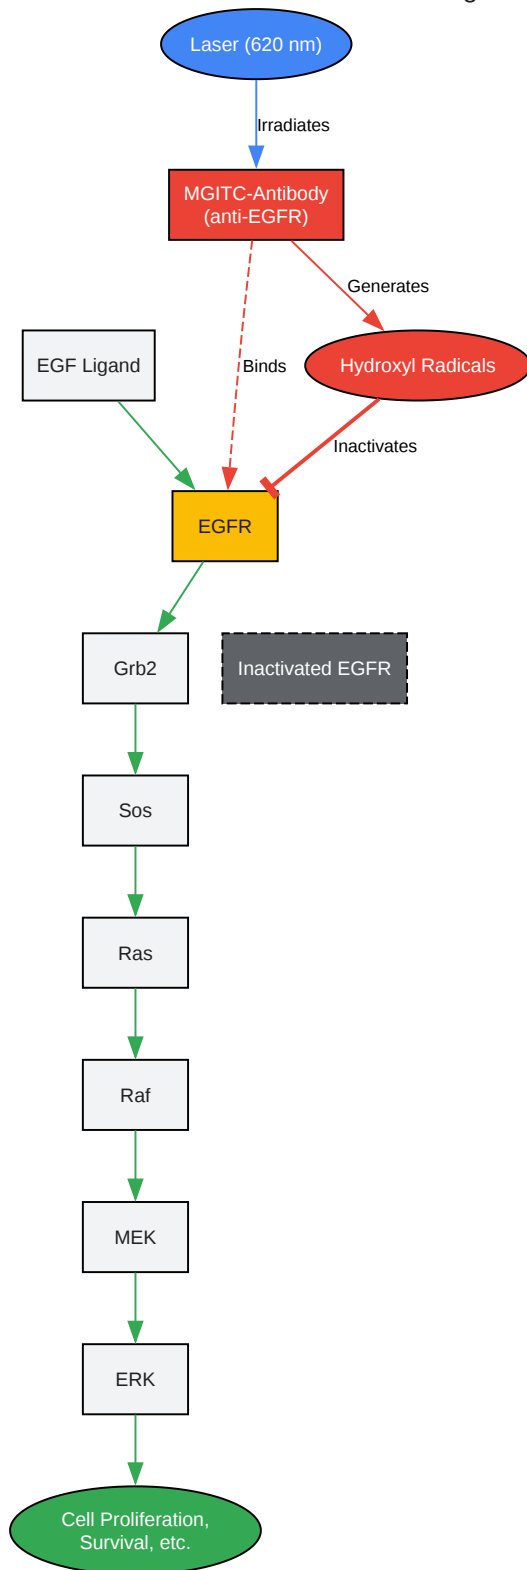 Laser (620 nm)
Irradiates
MGITC-Antibody
(anti-EGFR)
Generates
EGF Ligand
Binds
Hydroxyl Radicals
Inactivates
EGFR
Grb2
Inactivated EGFR
Sos
Ras
Raf
MEK
ERK
Cell Proliferation,
Survival, etc.